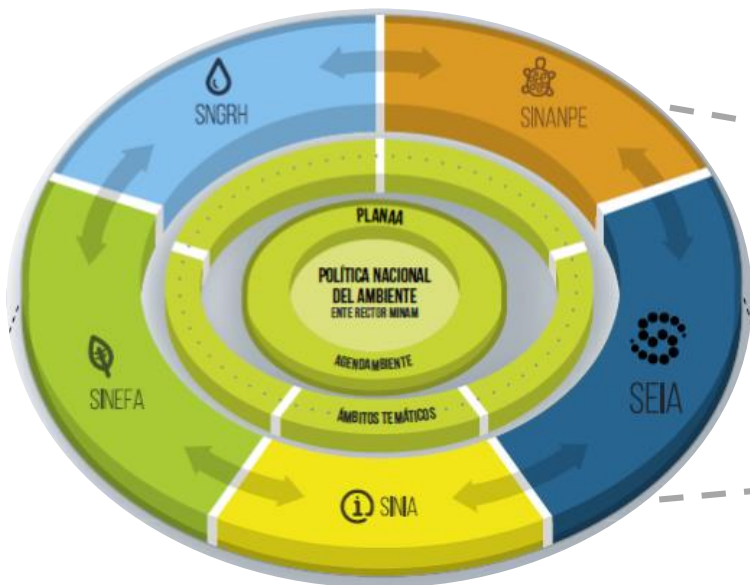 SNGRH
SINANPE
PLANAA
POLÍTICA NACIONAL
DEL AMBIENTE
ENTE RECTOR MINAM
AGENDAMBIENTE
ÁMBITOS TEMÁTICOS
SINEFA
SEIA
SINIA